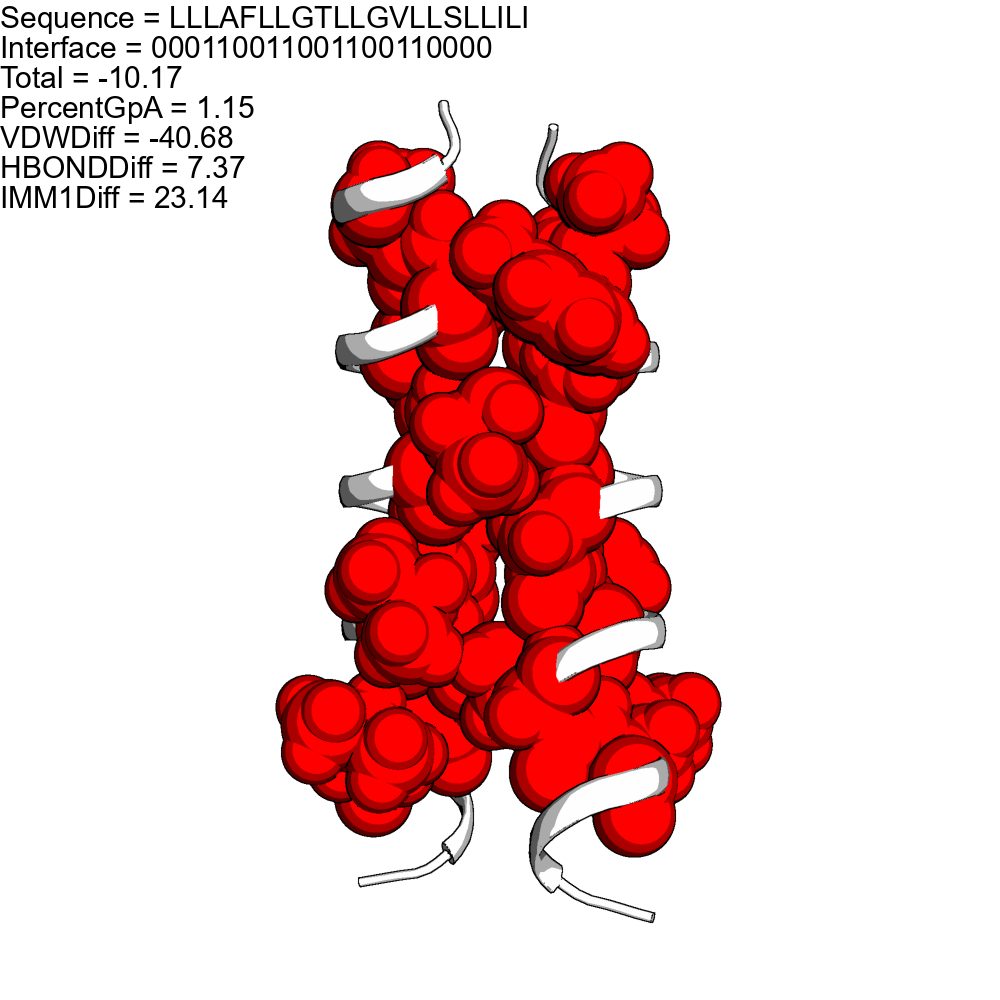 Sequence = LLLAFLLGTLLGVLLSLLILI
Interface = 000110011001100110000
Total = -10.17
PercentGpA = 1.15
VDWDiff = -40.68
HBONDDiff = 7.37
IMM1Diff = 23.14